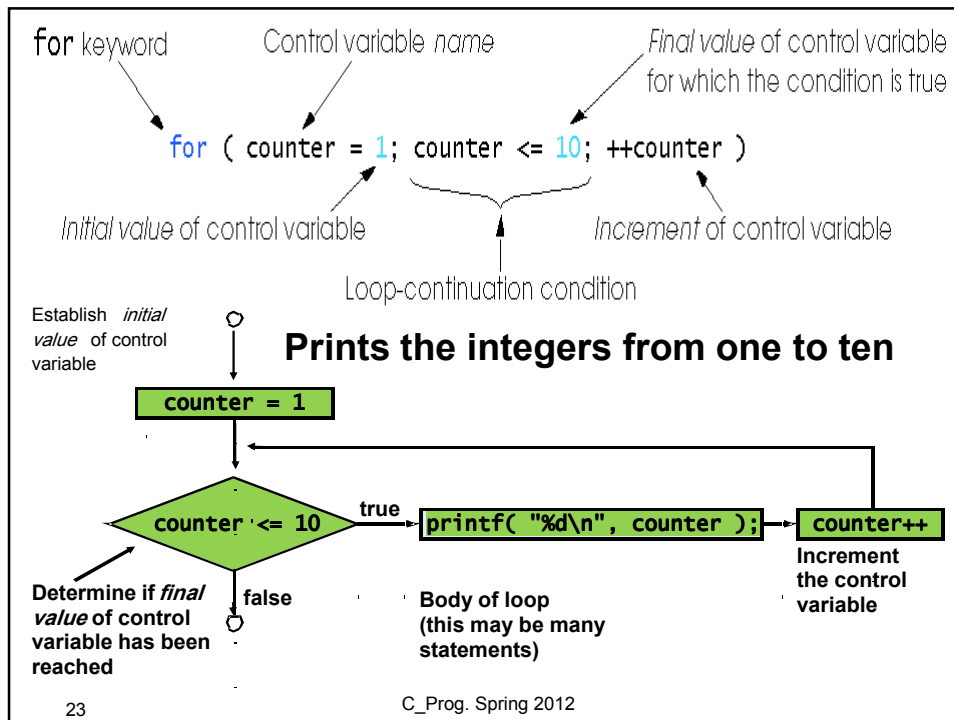 for keyword
Control variable name
Final value of control variable
for which the condition is true
for ( counter = 1; counter <= 10; ++counter )
Initial value of control variable
Increment of control variable
Loop-continuation condition
Establish initial
value of control
variable
Prints the integers from one to ten
counter = 1
counter <= 10
true
printf( "%d\n", counter );
counter++
Increment
the control
variable
Determine if final
value of control
variable has been
reached
false
Body of loop
(this may be many
statements)
23
C_Prog. Spring 2012